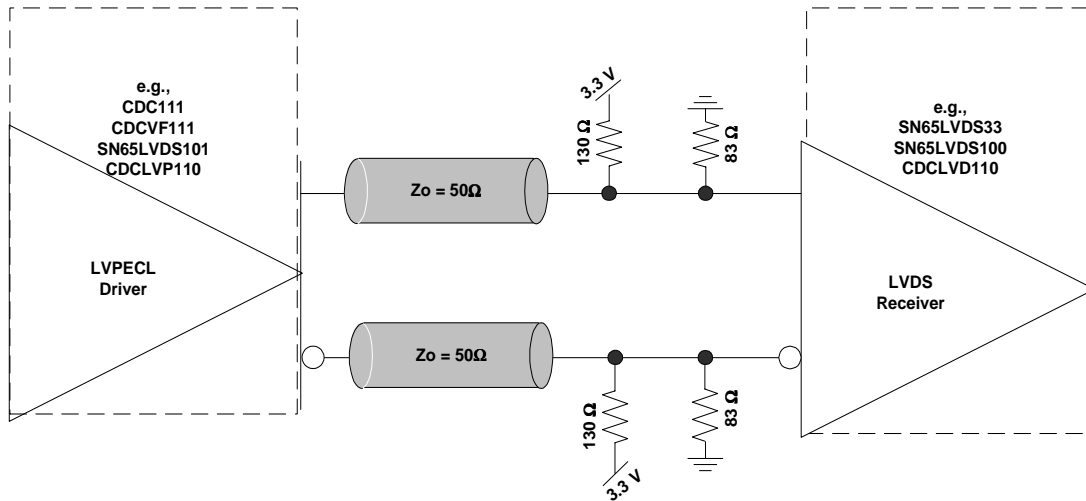 e.g.,
CDC111
CDCVF111
SN65LVDS101
CDCLVP110
LVPECL
Driver
Zo = 50Ω
Zo = 50Ω
3.3 V
130 Ω
83 Ω
130 Ω
83 Ω
3.3 V
e.g.,
SN65LVDS33
SN65LVDS100
CDCLVD110
LVDS
Receiver